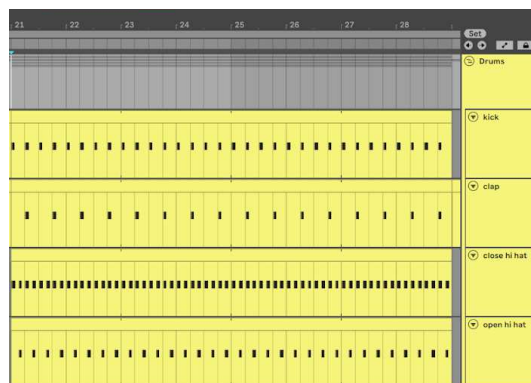 21 22 23 24 25 26 27 28
Set
Drums
kick
clap
close hi hat
open hi hat